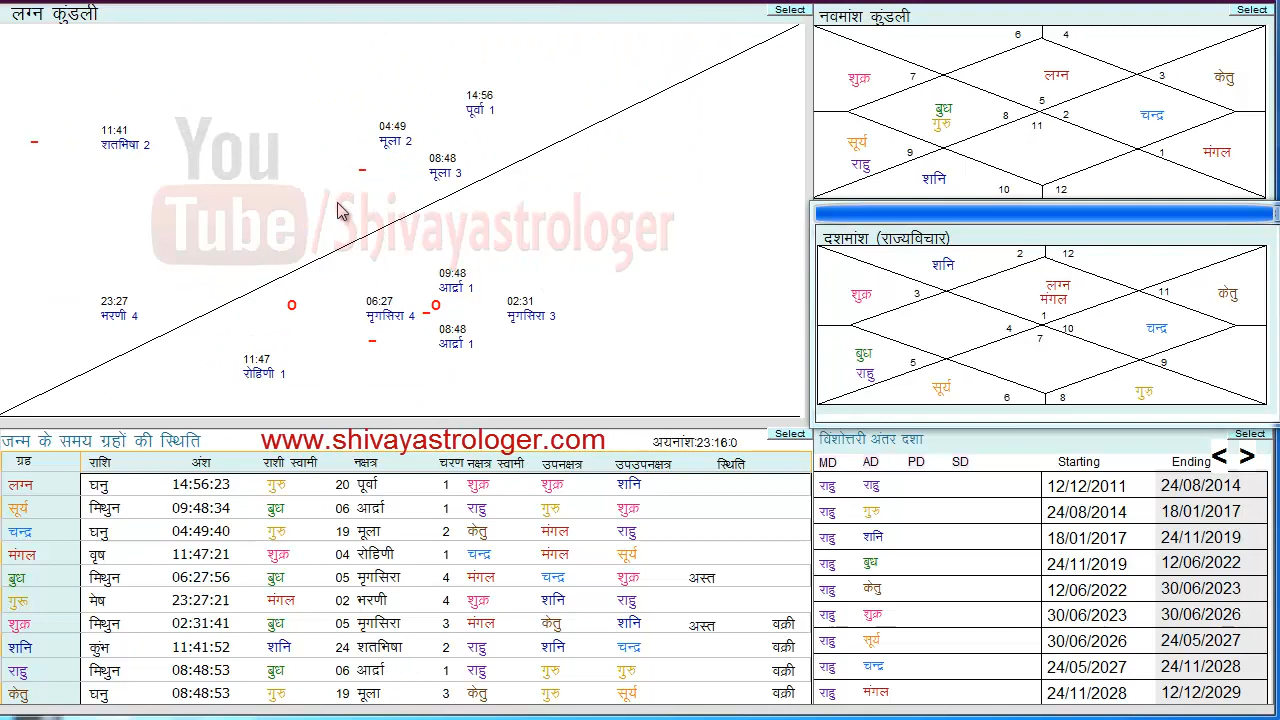 लग्न कुंडली
Select
14:56
पूर्वा 1
04:49
मूला 2
11:41
शतभिषा 2
08:48
मूला 3
You
Tube/Shivayastrologer
09:48
आर्द्रा 1
23:27
भरणी 4
06:27
मृगसिरा 4
02:31
मृगसिरा 3
08:48
आर्द्रा 1
11:47
रोहिणी 1
नवमांश कुंडली
Select
6 4
शुक्र 7 लग्न 3 केतु
बुध 5 चन्द्र
गुरु 8 2
11
सूर्य 9 1 मंगल
राहु
शनि 10 12
दशमांश (राज्यविचार)
शनि 2 12
शुक्र 3 लग्न 11 केतु
मंगल
1
4 10 चन्द्र
7
बुध 5 9
राहु
सूर्य 6 8 गुरु
जन्म के समय ग्रहों की स्थिति www.shivayastrologer.com अयनांश:23:16:0 Select
ग्रह राशि अंश राशी स्वामी नक्षत्र चरण नक्षत्र स्वामी उपनक्षत्र उपउपनक्षत्र स्थिति
लग्न धनु 14:56:23 गुरु 20 पूर्वा 1 शुक्र शुक्र शनि
सूर्य मिथुन 09:48:34 बुध 06 आर्द्रा 1 राहु गुरु शुक्र
चन्द्र धनु 04:49:40 गुरु 19 मूला 2 केतु मंगल राहु
मंगल वृष 11:47:21 शुक्र 04 रोहिणी 1 चन्द्र मंगल सूर्य
बुध मिथुन 06:27:56 बुध 05 मृगसिरा 4 मंगल चन्द्र शुक्र अस्त
गुरू मेष 23:27:21 मंगल 02 भरणी 4 शुक्र शनि राहु
शुक्र मिथुन 02:31:41 बुध 05 मृगसिरा 3 मंगल केतु शनि अस्त वक्री
शनि कुंभ 11:41:52 शनि 24 शतभिषा 2 राहु शनि चन्द्र वक्री
राहु मिथुन 08:48:53 बुध 06 आर्द्रा 1 राहु गुरु गुरु वक्री
केतु धनु 08:48:53 गुरु 19 मूला 3 केतु गुरु सूर्य वक्री
विंशोत्तरी अंतर दशा Select
MD AD PD SD Starting Ending < >
राहु राहु 12/12/2011 24/08/2014
राहु गुरु 24/08/2014 18/01/2017
राहु शनि 18/01/2017 24/11/2019
राहु बुध 24/11/2019 12/06/2022
राहु केतु 12/06/2022 30/06/2023
राहु शुक्र 30/06/2023 30/06/2026
राहु सूर्य 30/06/2026 24/05/2027
राहु चन्द्र 24/05/2027 24/11/2028
राहु मंगल 24/11/2028 12/12/2029